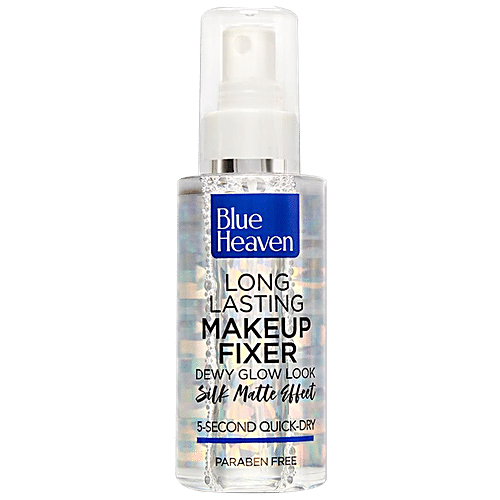 Blue
Heaven
LONG
LASTING
MAKEUP
FIXER
DEWY GLOW LOOK
Silk Matte Effect
5-SECOND QUICK-DRY
PARABEN FREE